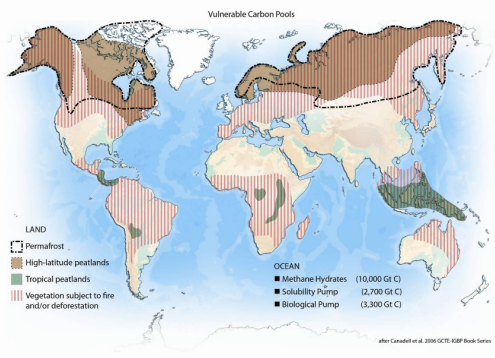 Vulnerable Carbon Pools
LAND
Permafrost
High-latitude peatlands
Tropical peatlands
Vegetation subject to fire
and/or deforestation
OCEAN
Methane Hydrates (10,000 Gt C)
Solubility Pump (2,700 Gt C)
Biological Pump (3,300 Gt C)
after Canadell et al. 2006 GCTE-IGBP Book Series